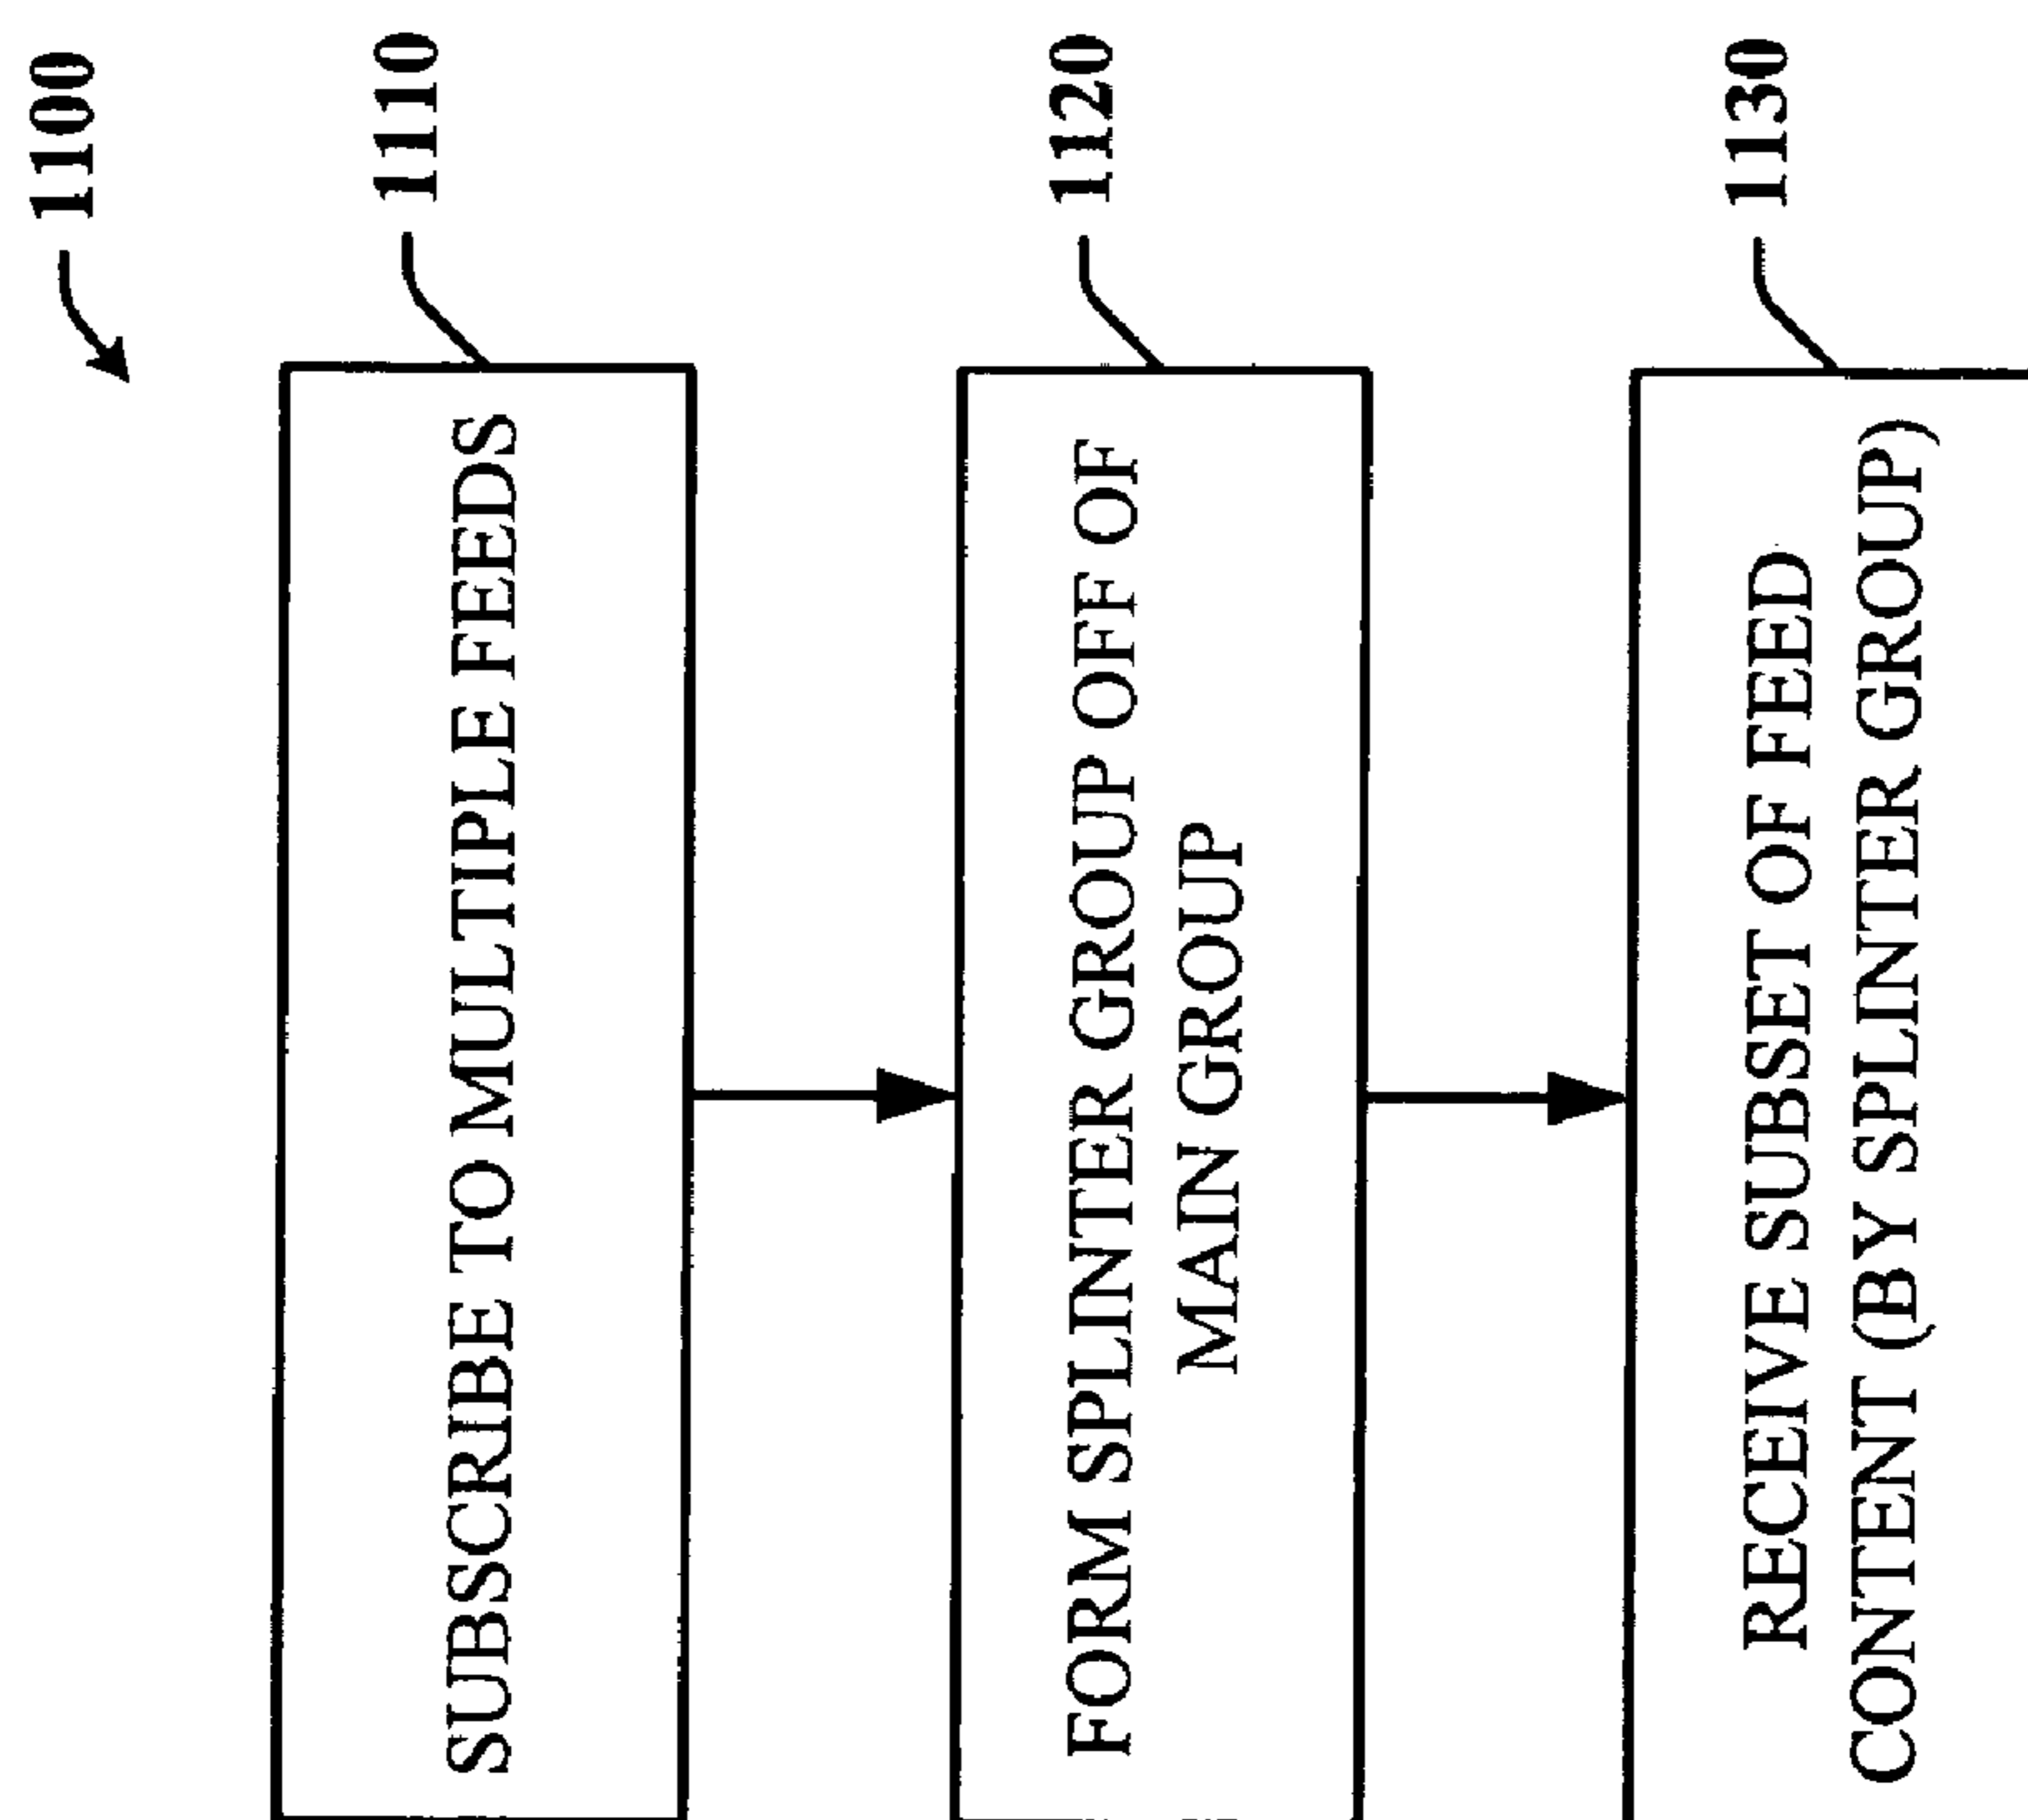 1100
1110
SUBSCRIBE TO MULTIPLE FEEDS
1120
FORM SPLINTER GROUP OFF OF
MAIN GROUP
1130
RECEIVE SUBSET OF FEED
CONTENT (BY SPLINTER GROUP)